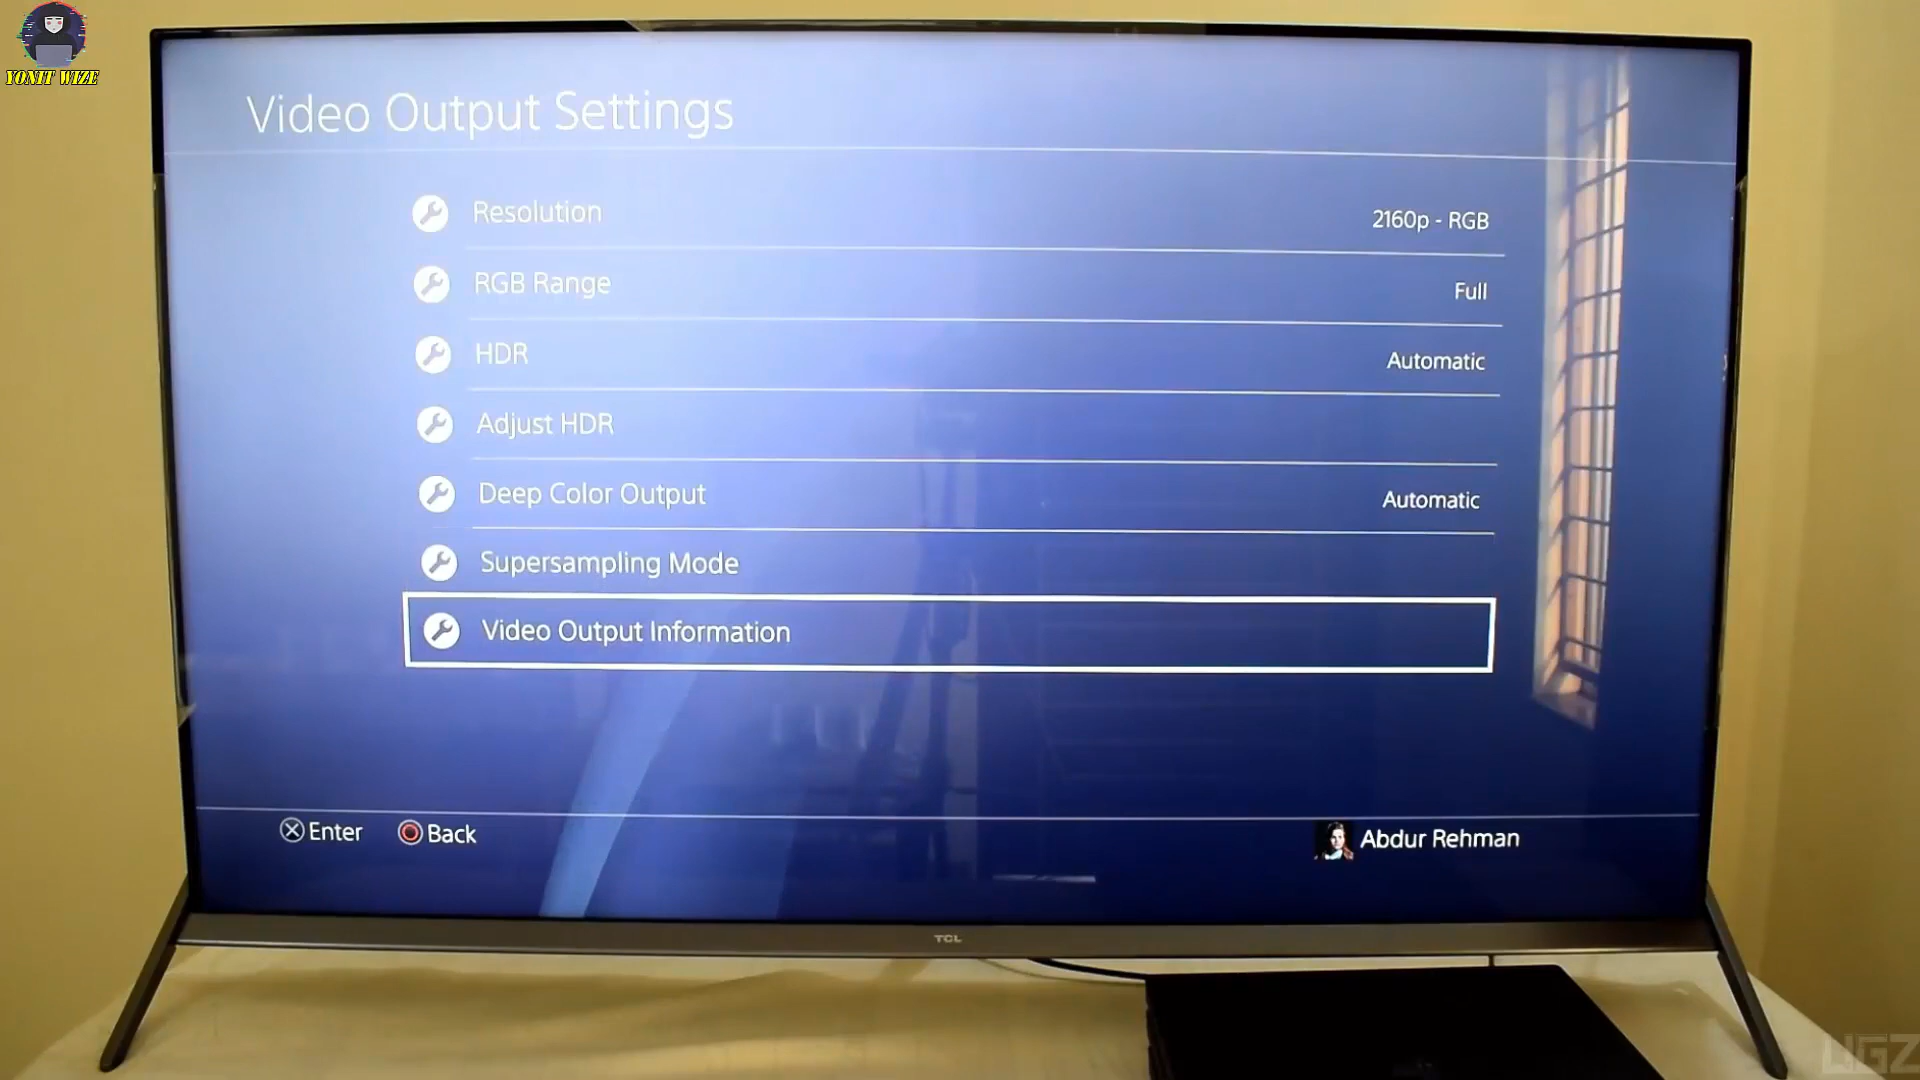 YONIT WIZE
Video Output Settings
Resolution 2160p - RGB
RGB Range Full
HDR Automatic
Adjust HDR
Deep Color Output Automatic
Supersampling Mode
Video Output Information
Enter Back Abdur Rehman
TCL
UGZ